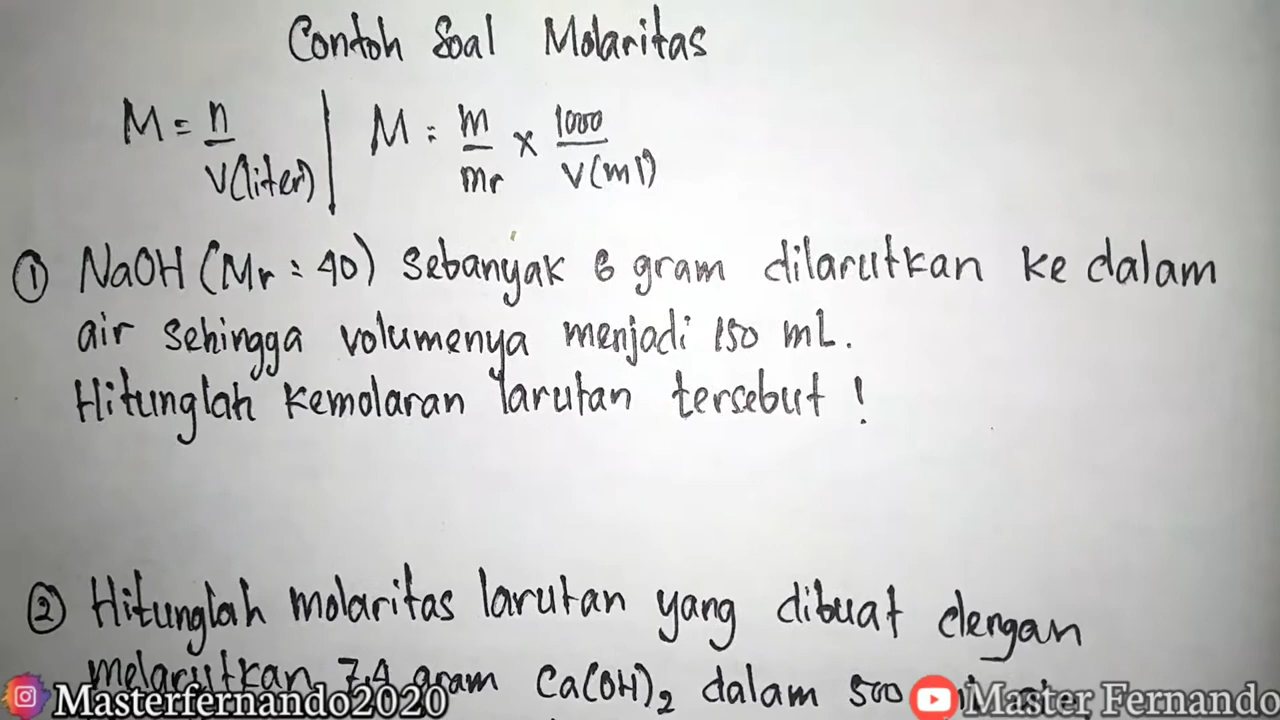 Contoh Soal Molaritas
M = n / V(liter) | M : m / mr x 1000 / V(ml)
① NaOH (Mr : 40) sebanyak 6 gram dilarutkan ke dalam
air sehingga volumenya menjadi 150 mL.
Hitunglah Kemolaran larutan tersebut !
② Hitunglah molaritas larutan yang dibuat dengan
melarutkan 7,4 gram Ca(OH)2 dalam 500
Masterfernando2020
Master Fernando